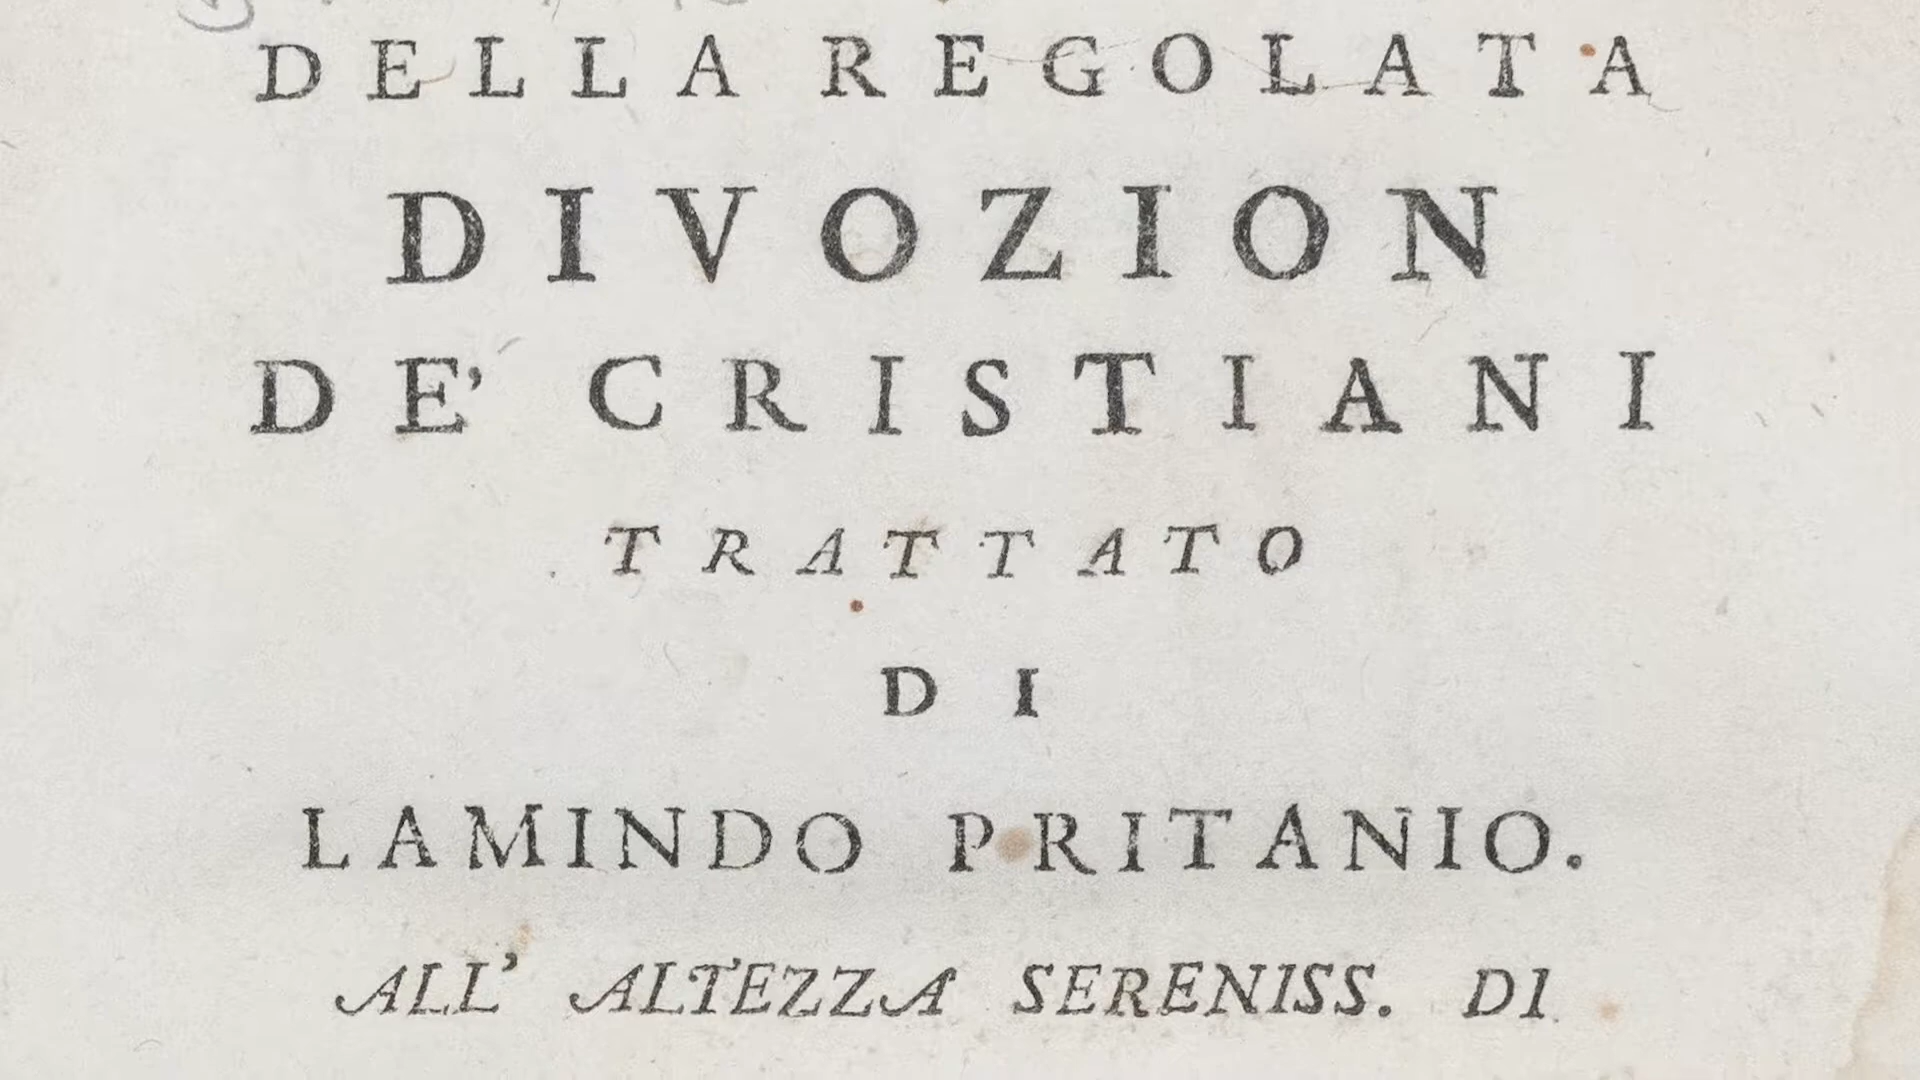 DELLA REGOLATA
DIVOZION
DE' CRISTIANI
TRATTATO
DI
LAMINDO PRITANIO.
ALL' ALTEZZA SERENISS. DI